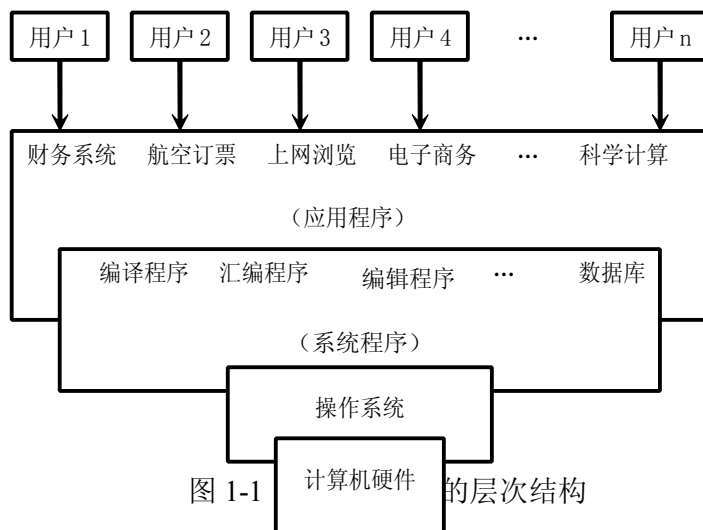 用户1 用户2 用户3 用户4 … 用户n
财务系统 航空订票 上网浏览 电子商务 … 科学计算
（应用程序）
编译程序 汇编程序 编辑程序 … 数据库
（系统程序）
操作系统
计算机硬件
图 1-1 的层次结构